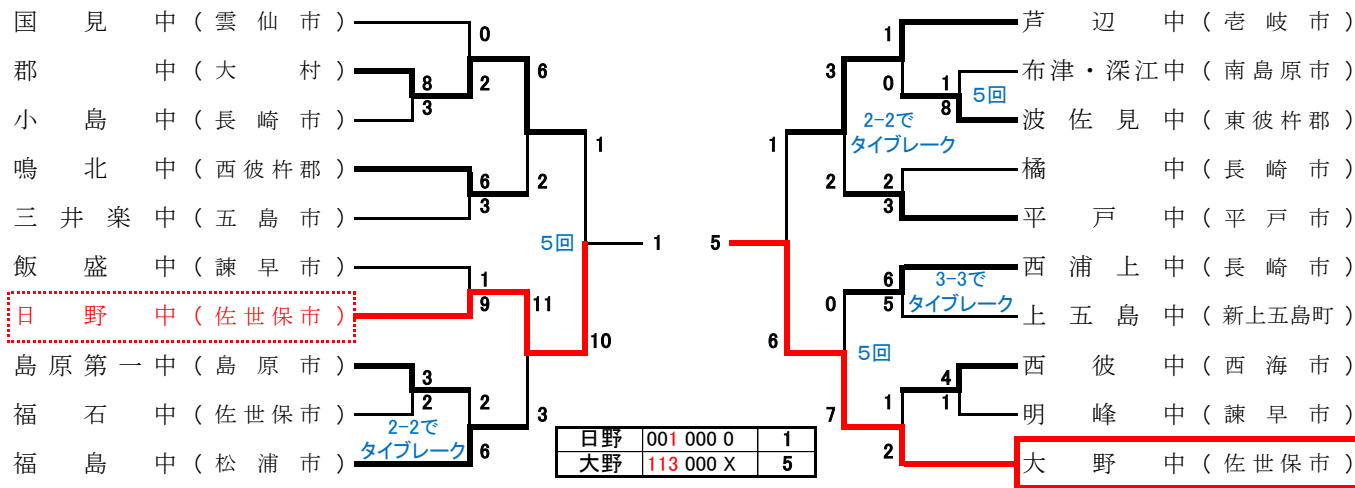 国見中(雲仙市)
郡中(大村)
小島中(長崎市)
鳴北中(西彼杵郡)
三井楽中(五島市)
飯盛中(諫早市)
日野中(佐世保市)
島原第一中(島原市)
福石中(佐世保市)
福島中(松浦市)
0
8
2
6
3
1
6
2
3
5回
1
1
9
11
10
3
2
2
3
2-2で
タイブレーク
6
日野 001 000 0 1
大野 113 000 X 5
芦辺中(壱岐市)
布津・深江中(南島原市)
波佐見中(東彼杵郡)
橘中(長崎市)
平戸中(平戸市)
西浦上中(長崎市)
上五島中(新上五島町)
西彼中(西海市)
明峰中(諫早市)
大野中(佐世保市)
1
3
0
1
5回
8
2-2で
タイブレーク
1
2
2
3
5
6
3-3で
タイブレーク
0
5
6
5回
4
7
1
1
2